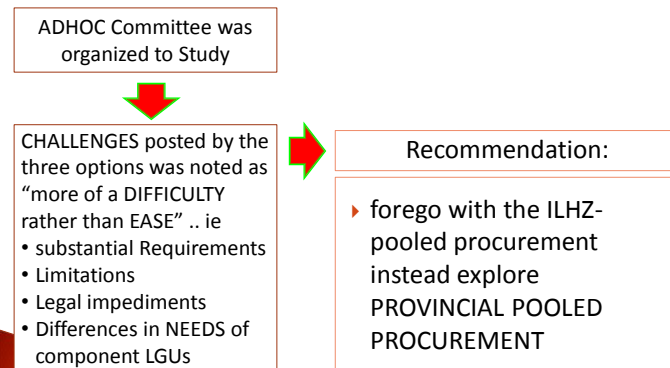 ADHOC Committee was
organized to Study
CHALLENGES posted by the
three options was noted as
“more of a DIFFICULTY
rather than EASE” .. ie
• substantial Requirements
• Limitations
• Legal impediments
• Differences in NEEDS of
component LGUs
Recommendation:
forego with the ILHZ-
pooled procurement
instead explore
PROVINCIAL POOLED
PROCUREMENT